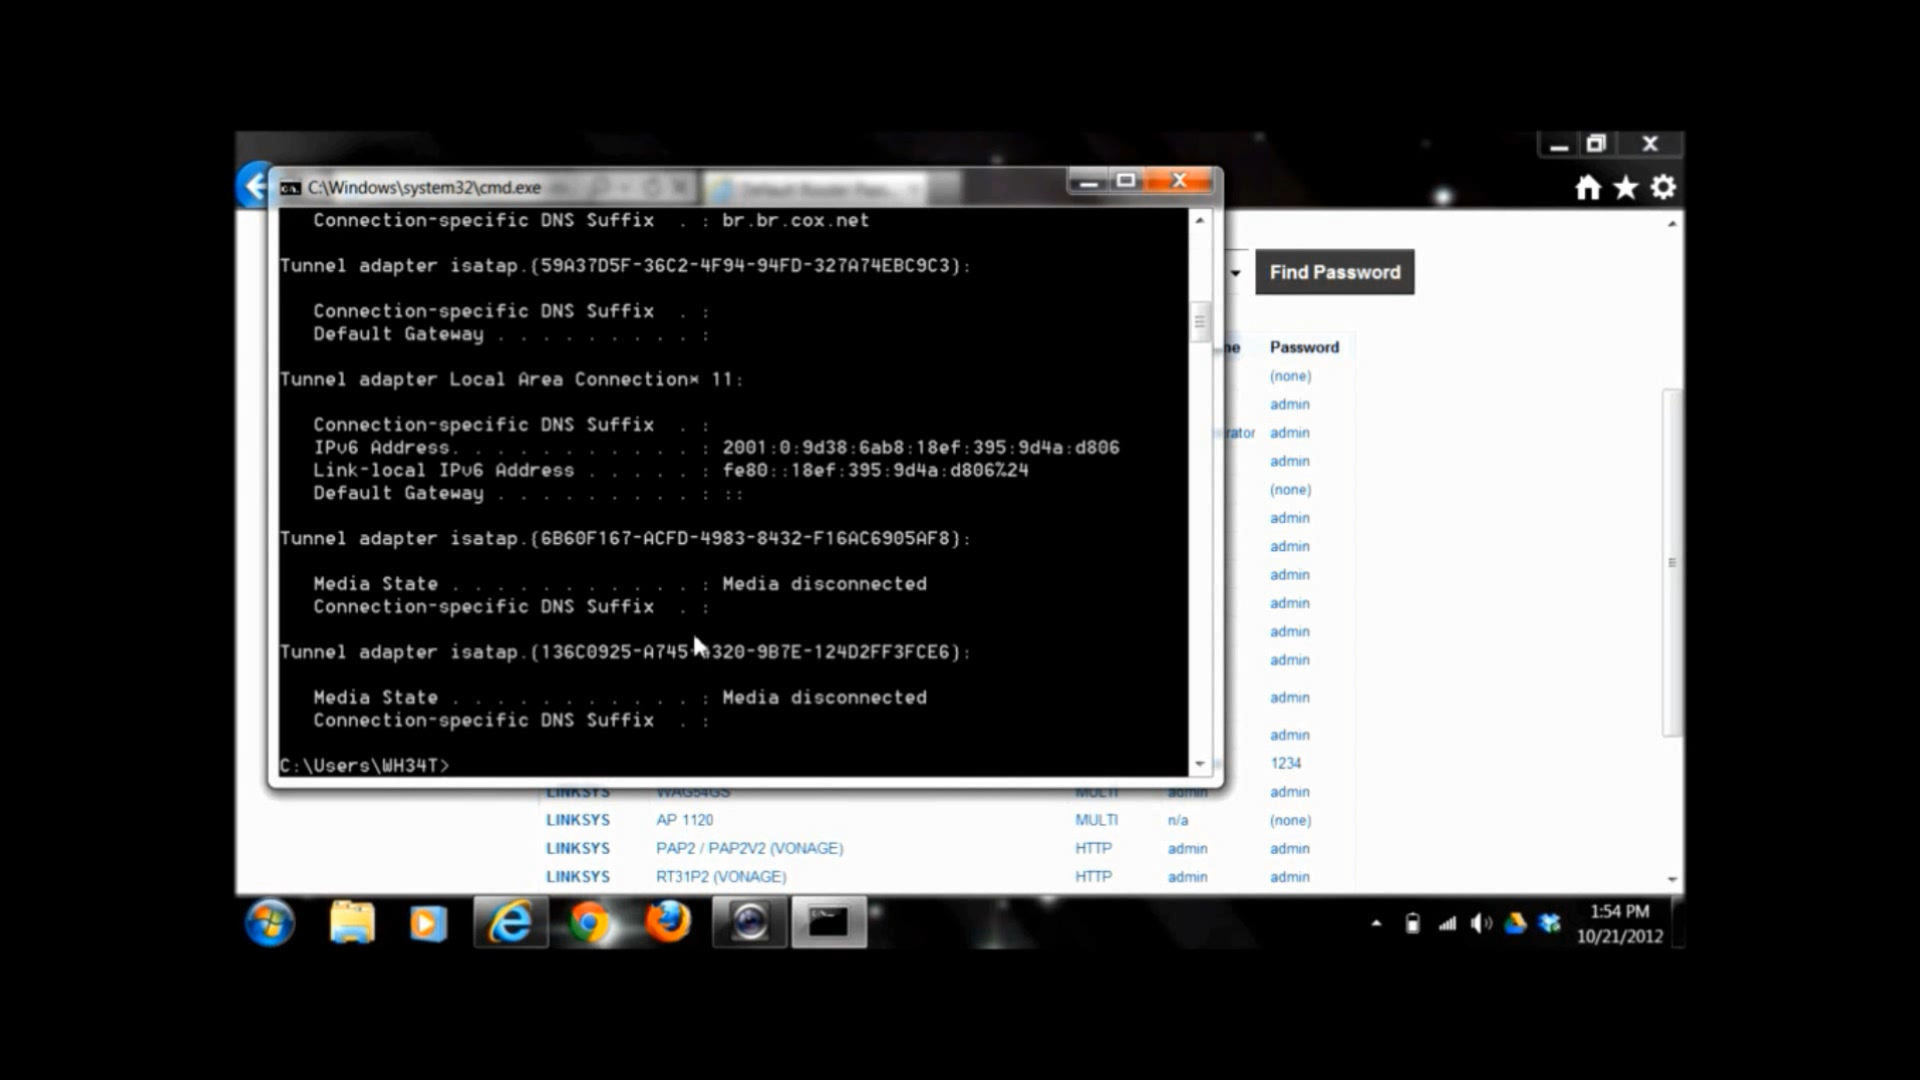 C:\Windows\system32\cmd.exe
Connection-specific DNS Suffix . : br.br.cox.net
Tunnel adapter isatap.{59A37D5F-36C2-4F94-94FD-327A74EBC9C3}:
Connection-specific DNS Suffix . :
Default Gateway . . . . . . . . . :
Tunnel adapter Local Area Connection* 11:
Connection-specific DNS Suffix . :
IPv6 Address. . . . . . . . . . . : 2001:0:9d38:6ab8:18ef:395:9d4a:d806
Link-local IPv6 Address . . . . . : fe80::18ef:395:9d4a:d806%24
Default Gateway . . . . . . . . . : ::
Tunnel adapter isatap.{6B60F167-ACFD-4983-8432-F16AC6905AF8}:
Media State . . . . . . . . . . . : Media disconnected
Connection-specific DNS Suffix . :
Tunnel adapter isatap.{136C0925-A745- 320-9B7E-124D2FF3FCE6}:
Media State . . . . . . . . . . . : Media disconnected
Connection-specific DNS Suffix . :
C:\Users\WH34T>
Find Password
Password
(none)
admin
admin
admin
(none)
admin
admin
admin
admin
admin
admin
admin
admin
1234
LINKSYS WAG54GS MULTI admin admin
LINKSYS AP 1120 MULTI n/a (none)
LINKSYS PAP2 / PAP2V2 (VONAGE) HTTP admin admin
LINKSYS RT31P2 (VONAGE) HTTP admin admin
1:54 PM
10/21/2012